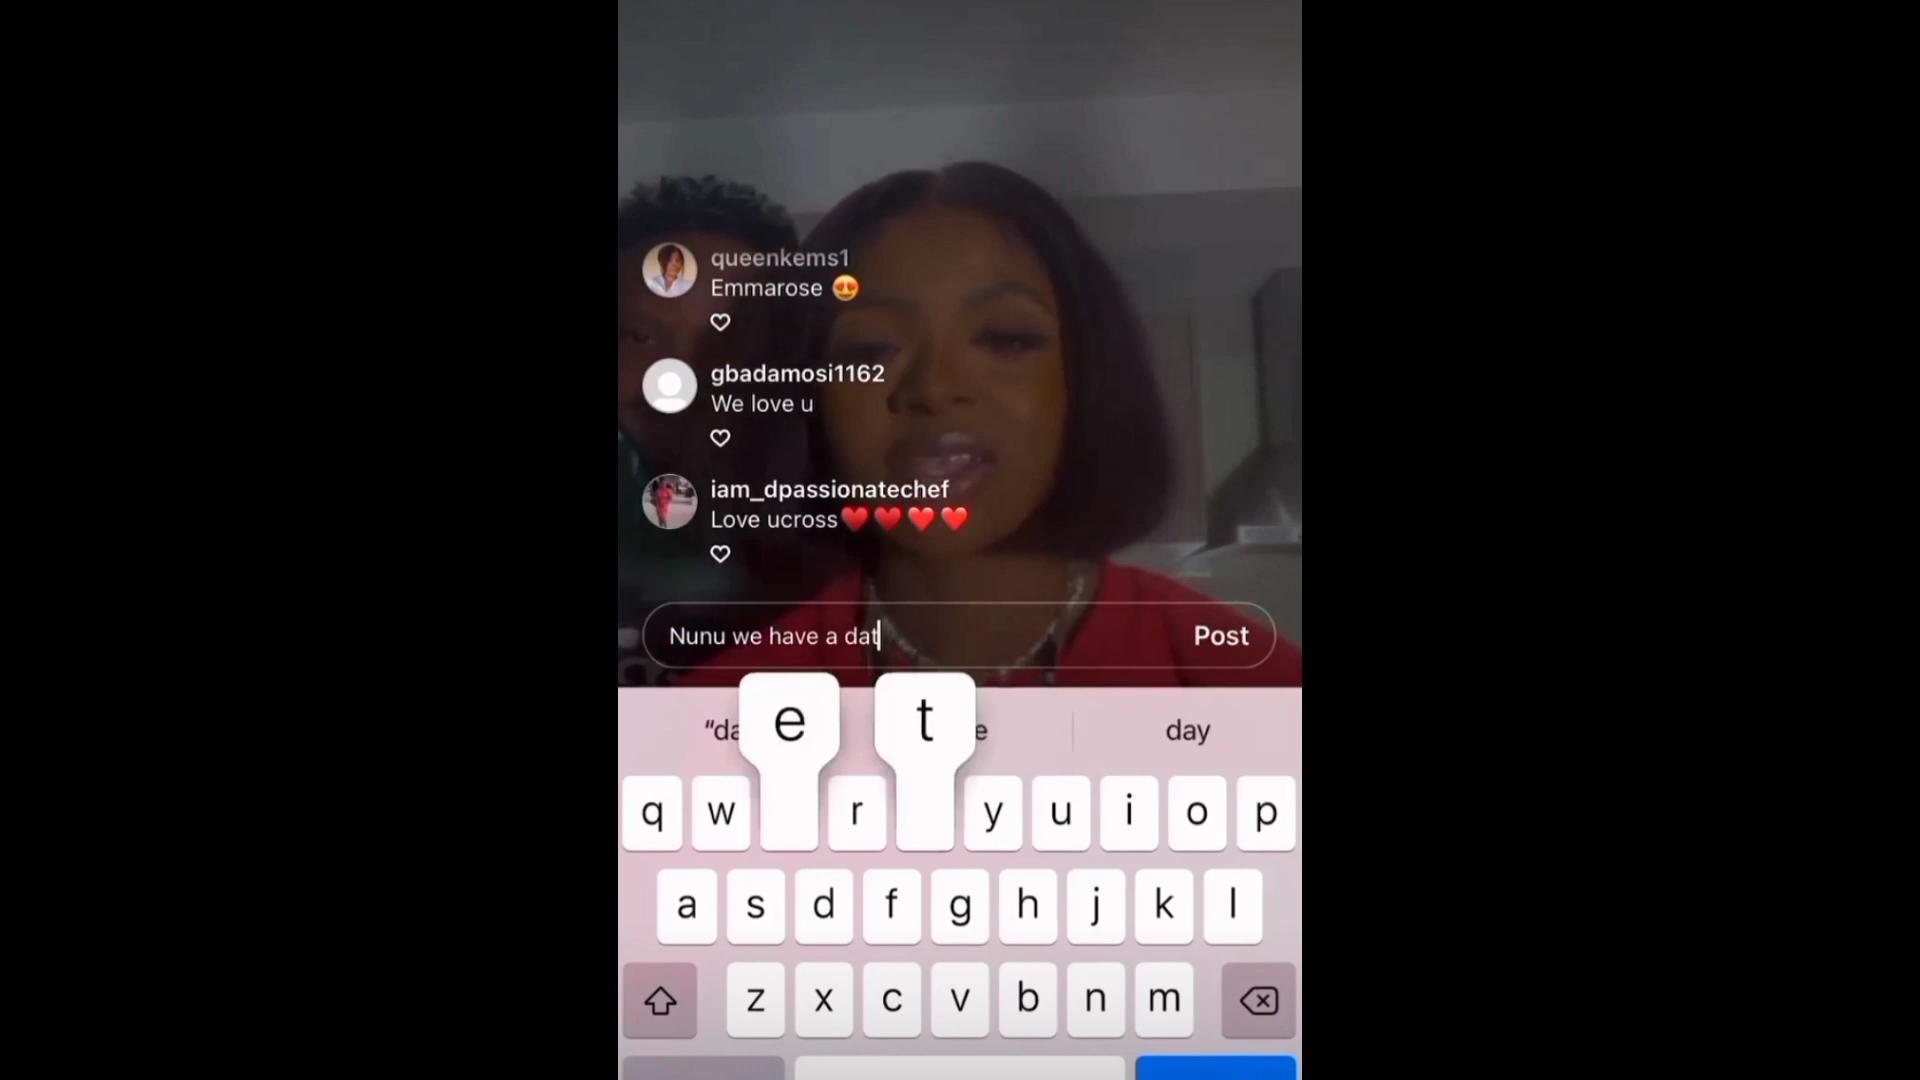 queenkems1
Emmarose 😍
gbadamosi1162
We love u
iam_dpassionatechef
Love ucross❤️❤️❤️❤️
Nunu we have a dat
Post
e t
day
q w r y u i o p
a s d f g h j k l
z x c v b n m